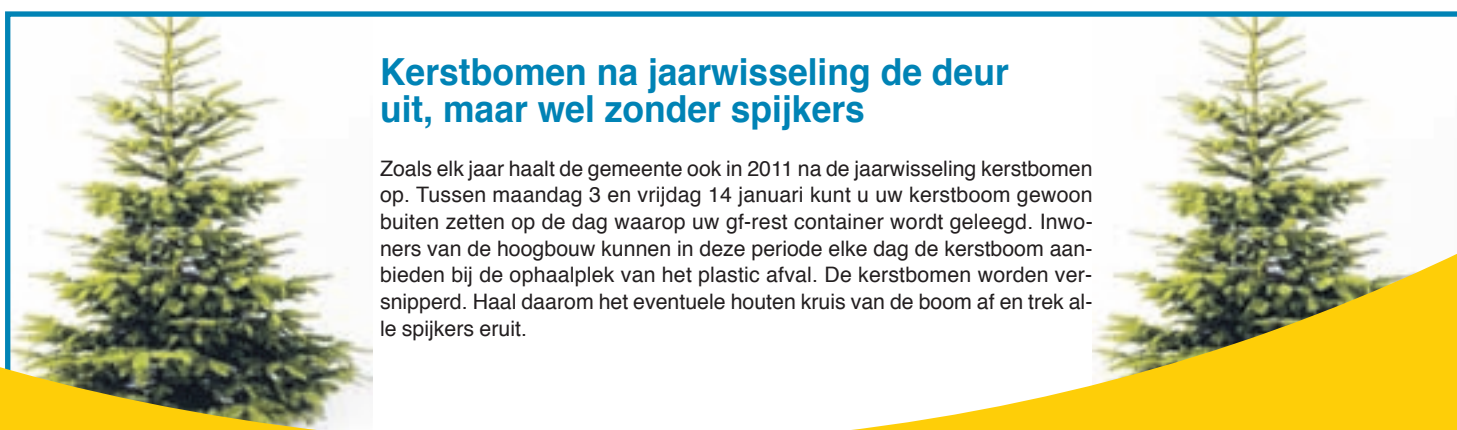 Kerstbomen na jaarwisseling de deur
uit, maar wel zonder spijkers
Zoals elk jaar haalt de gemeente ook in 2011 na de jaarwisseling kerstbomen
op. Tussen maandag 3 en vrijdag 14 januari kunt u uw kerstboom gewoon
buiten zetten op de dag waarop uw gf-rest container wordt geleegd. Inwo-
ners van de hoogbouw kunnen in deze periode elke dag de kerstboom aan-
bieden bij de ophaalplek van het plastic afval. De kerstbomen worden ver-
snipperd. Haal daarom het eventuele houten kruis van de boom af en trek al-
le spijkers eruit.